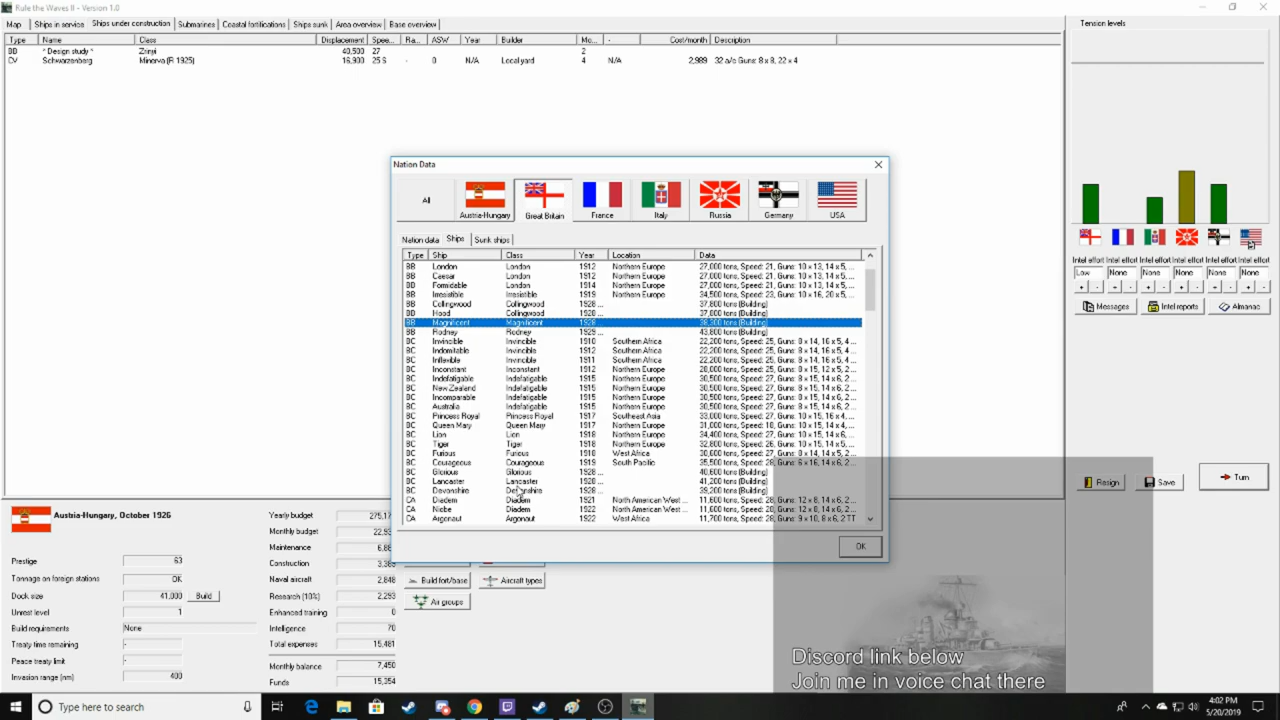 Rule the Waves II - Version 1.0
Map Ships in service Ships under construction Submarines Coastal fortifications Ships sunk Area overview Base overview
Type Name Class Displacement Spee... Ra... ASW Year Builder Mo... - Cost/month Description
BB * Design study * Zrinyi 40,500 27 2
CV Schwarzenberg Minerva (R 1925) 16,900 25 S - 0 N/A Local yard 4 N/A 2,989 32 a/c Guns: 8 x 8, 22 x 4
Tension levels
Intel effort Intel effort Intel effort Intel effort Intel effort Intel effort
Low None None None None None
+ - + - + - + - + - + -
Messages Intel reports Almanac
Resign Save Turn
Nation Data
All Austria-Hungary Great Britain France Italy Russia Germany USA
Nation data Ships Sunk ships
Type Ship Class Year Location Data
BB London London 1912 Northern Europe 27,000 tons, Speed: 21, Guns: 10 x 13, 14 x 5, ...
BB Caesar London 1912 Northern Europe 27,000 tons, Speed: 21, Guns: 10 x 13, 14 x 5, ...
BB Formidable London 1914 Northern Europe 27,000 tons, Speed: 21, Guns: 10 x 13, 14 x 5, ...
BB Irresistible Irresistible 1919 Northern Europe 34,500 tons, Speed: 23, Guns: 10 x 16, 20 x 5, ...
BB Collingwood Collingwood 1928 ... 37,800 tons (Building)
BB Hood Collingwood 1928 ... 37,800 tons (Building)
BB Magnificent Magnificent 1928 ... 38,300 tons (Building)
BB Rodney Rodney 1929 ... 43,800 tons (Building)
BC Invincible Invincible 1910 Southern Africa 22,200 tons, Speed: 25, Guns: 8 x 14, 16 x 5, 4 ...
BC Indomitable Invincible 1912 Southern Africa 22,200 tons, Speed: 25, Guns: 8 x 14, 16 x 5, 4 ...
BC Inflexible Invincible 1911 Southern Africa 22,200 tons, Speed: 25, Guns: 8 x 14, 16 x 5, 4 ...
BC Inconstant Inconstant 1912 Northern Europe 28,000 tons, Speed: 25, Guns: 8 x 15, 12 x 5, 2 ...
BC Indefatigable Indefatigable 1915 Northern Europe 30,500 tons, Speed: 27, Guns: 8 x 15, 14 x 6, 2 ...
BC New Zealand Indefatigable 1915 Northern Europe 30,500 tons, Speed: 27, Guns: 8 x 15, 14 x 6, 2 ...
BC Incomparable Indefatigable 1915 Northern Europe 30,500 tons, Speed: 27, Guns: 8 x 15, 14 x 6, 2 ...
BC Australia Indefatigable 1915 Northern Europe 30,500 tons, Speed: 27, Guns: 8 x 15, 14 x 6, 2 ...
BC Princess Royal Princess Royal 1917 Southeast Asia 33,000 tons, Speed: 27, Guns: 10 x 15, 16 x 4, ...
BC Queen Mary Queen Mary 1917 Northern Europe 31,000 tons, Speed: 18, Guns: 10 x 15, 14 x 6, ...
BC Lion Lion 1918 Northern Europe 34,400 tons, Speed: 27, Guns: 10 x 15, 14 x 6, ...
BC Tiger Tiger 1918 Northern Europe 32,800 tons, Speed: 26, Guns: 10 x 15, 14 x 5, ...
BC Furious Furious 1918 West Africa 30,600 tons, Speed: 27, Guns: 8 x 15, 14 x 6, 2 ...
BC Courageous Courageous 1919 South Pacific 35,500 tons, Speed: 28, Guns: 6 x 16, 14 x 6, ...
BC Glorious Glorious 1928 ... 40,600 tons (Building)
BC Lancaster Lancaster 1928 ... 41,200 tons (Building)
BC Devonshire Devonshire 1928 ... 39,200 tons (Building)
CA Diadem Diadem 1921 North American West ... 11,600 tons, Speed: 28, Guns: 12 x 8, 14 x 6, 2 ...
CA Niobe Diadem 1922 North American West ... 11,600 tons, Speed: 28, Guns: 12 x 8, 14 x 6, 2 ...
CA Argonaut Argonaut 1922 West Africa 11,700 tons, Speed: 28, Guns: 9 x 10, 8 x 6, 2 TT
OK
Austria-Hungary, October 1926
Prestige 63
Tonnage on foreign stations OK
Dock size 41,000 Build
Unrest level 1
Build requirements None
Treaty time remaining -
Peace treaty limit -
Invasion range (nm) 400
Yearly budget
Monthly budget
Maintenance
Construction
Naval aircraft 2,848
Research (10%) 2,293
Enhanced training 0
Intelligence 70
Total expenses 15,481
Monthly balance 7,450
Funds 15,354
Build fort/base Aircraft types
Air groups
Discord link below
Join me in voice chat there
Type here to search
4:02 PM
5/20/2019